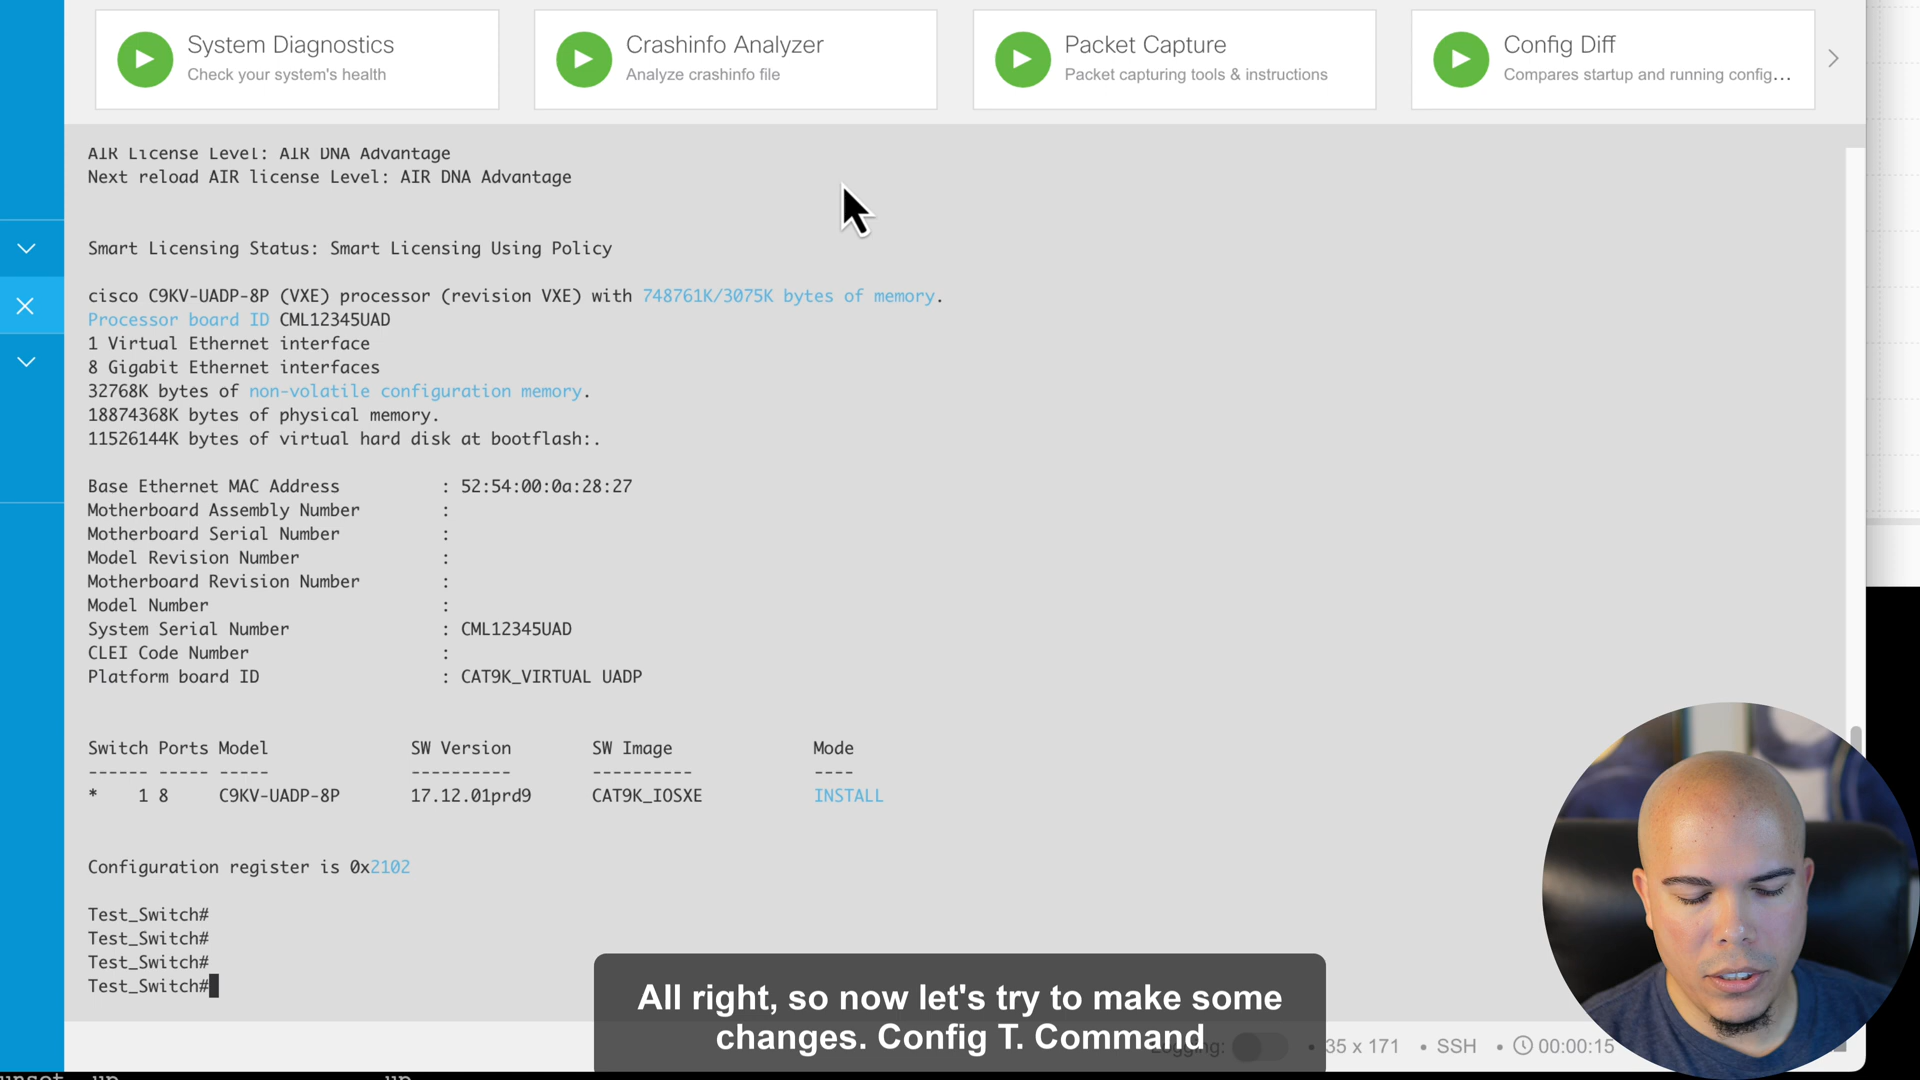 System Diagnostics
Check your system's health
Crashinfo Analyzer
Analyze crashinfo file
Packet Capture
Packet capturing tools & instructions
Config Diff
Compares startup and running config...
AIR License Level: AIR DNA Advantage
Next reload AIR license Level: AIR DNA Advantage
Smart Licensing Status: Smart Licensing Using Policy
cisco C9KV-UADP-8P (VXE) processor (revision VXE) with 748761K/3075K bytes of memory.
Processor board ID CML12345UAD
1 Virtual Ethernet interface
8 Gigabit Ethernet interfaces
32768K bytes of non-volatile configuration memory.
18874368K bytes of physical memory.
11526144K bytes of virtual hard disk at bootflash:.
Base Ethernet MAC Address : 52:54:00:0a:28:27
Motherboard Assembly Number :
Motherboard Serial Number :
Model Revision Number :
Motherboard Revision Number :
Model Number :
System Serial Number : CML12345UAD
CLEI Code Number :
Platform board ID : CAT9K_VIRTUAL UADP
Switch Ports Model SW Version SW Image Mode
------ ----- ----- ---------- ---------- ----
* 1 8 C9KV-UADP-8P 17.12.01prd9 CAT9K_IOSXE INSTALL
Configuration register is 0x2102
Test_Switch#
Test_Switch#
Test_Switch#
Test_Switch#
All right, so now let's try to make some
changes. Config T. Command
Logging: • 35 x 171 • SSH • 00:00:15
up up